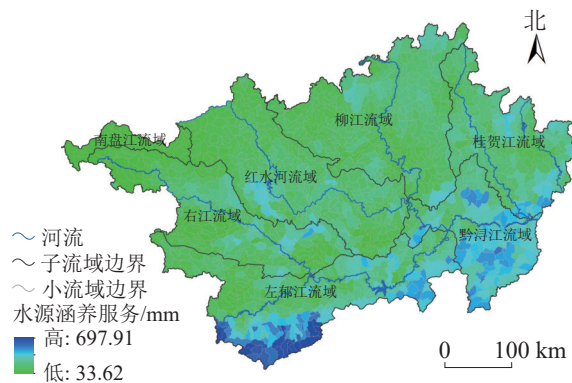 北
柳江流域
桂贺江流域
南盘江流域
红水河流域
右江流域
黔浔江流域
左郁江流域
河流
子流域边界
小流域边界
水源涵养服务/mm
高: 697.91
低: 33.62
0 100 km